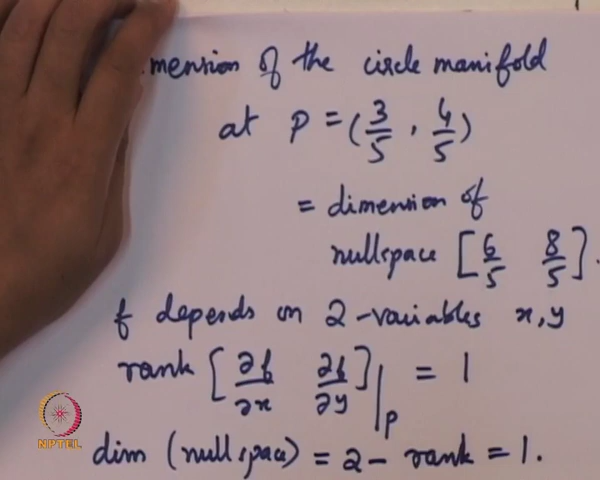 mension of the circle manifold
at p = (3/5, 4/5)
= dimension of
nullspace [6/5 8/5].
f depends on 2-variables x, y
rank [∂f/∂x ∂f/∂y]|p = 1
dim (nullspace) = 2 - rank = 1.
NPTEL